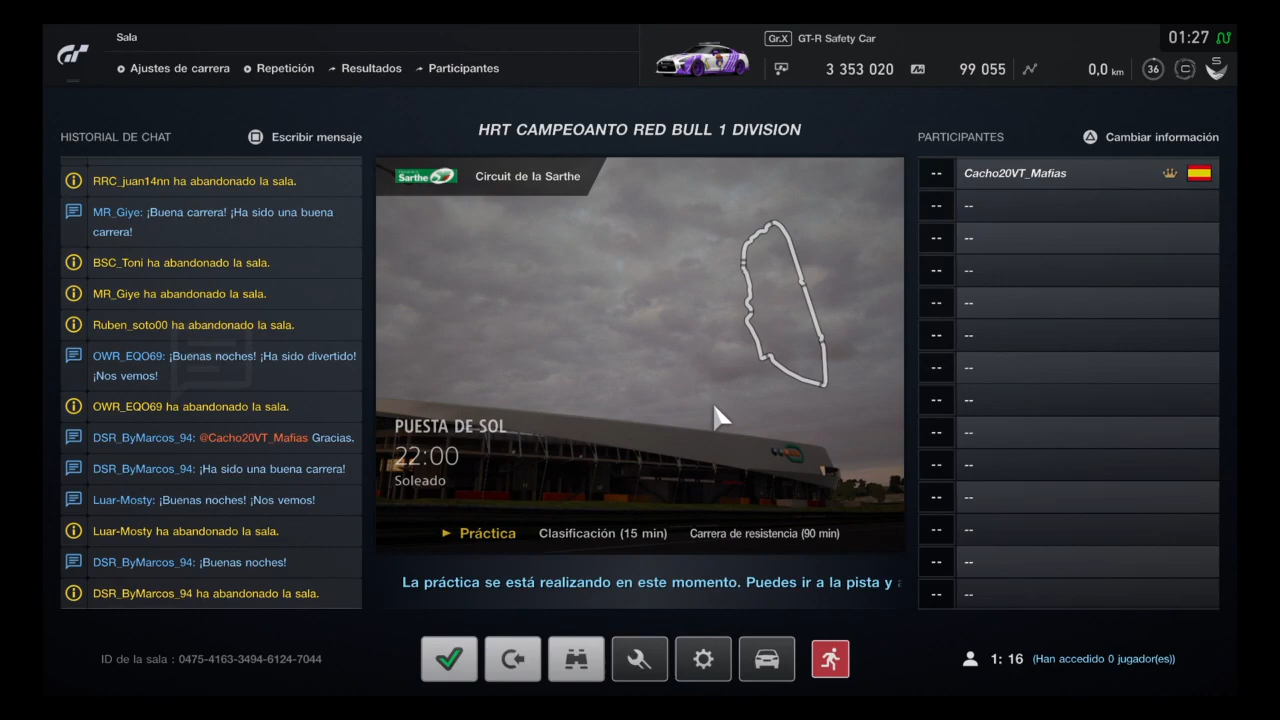 Sala
Gr.X GT-R Safety Car
01:27
Ajustes de carrera Repetición Resultados Participantes
3 353 020 99 055 0,0 km 36
HISTORIAL DE CHAT Escribir mensaje
HRT CAMPEOANTO RED BULL 1 DIVISION
PARTICIPANTES Cambiar información
RRC_juan14nn ha abandonado la sala.
MR_Giye: ¡Buena carrera! ¡Ha sido una buena
carrera!
BSC_Toni ha abandonado la sala.
MR_Giye ha abandonado la sala.
Ruben_soto00 ha abandonado la sala.
OWR_EQO69: ¡Buenas noches! ¡Ha sido divertido!
¡Nos vemos!
OWR_EQO69 ha abandonado la sala.
DSR_ByMarcos_94: @Cacho20VT_Mafias Gracias.
DSR_ByMarcos_94: ¡Ha sido una buena carrera!
Luar-Mosty: ¡Buenas noches! ¡Nos vemos!
Luar-Mosty ha abandonado la sala.
DSR_ByMarcos_94: ¡Buenas noches!
DSR_ByMarcos_94 ha abandonado la sala.
Sarthe Circuit de la Sarthe
PUESTA DE SOL
22:00
Soleado
Práctica Clasificación (15 min) Carrera de resistencia (90 min)
La práctica se está realizando en este momento. Puedes ir a la pista y
-- Cacho20VT_Mafias
-- --
-- --
-- --
-- --
-- --
-- --
-- --
-- --
-- --
-- --
-- --
-- --
-- --
ID de la sala : 0475-4163-3494-6124-7044
1: 16 (Han accedido 0 jugador(es))